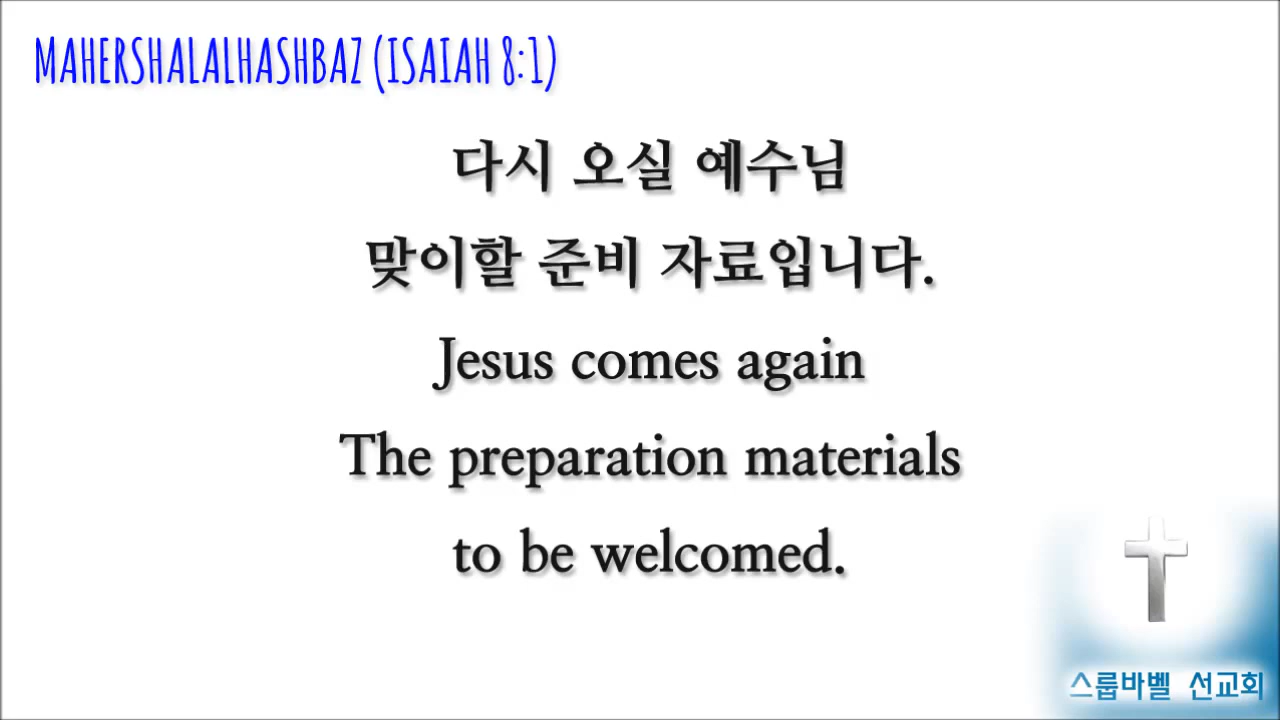 MAHERSHALALHASHBAZ (ISAIAH 8:1)
다시 오실 예수님
맞이할 준비 자료입니다.
Jesus comes again
The preparation materials
to be welcomed.
스룹바벨 선교회